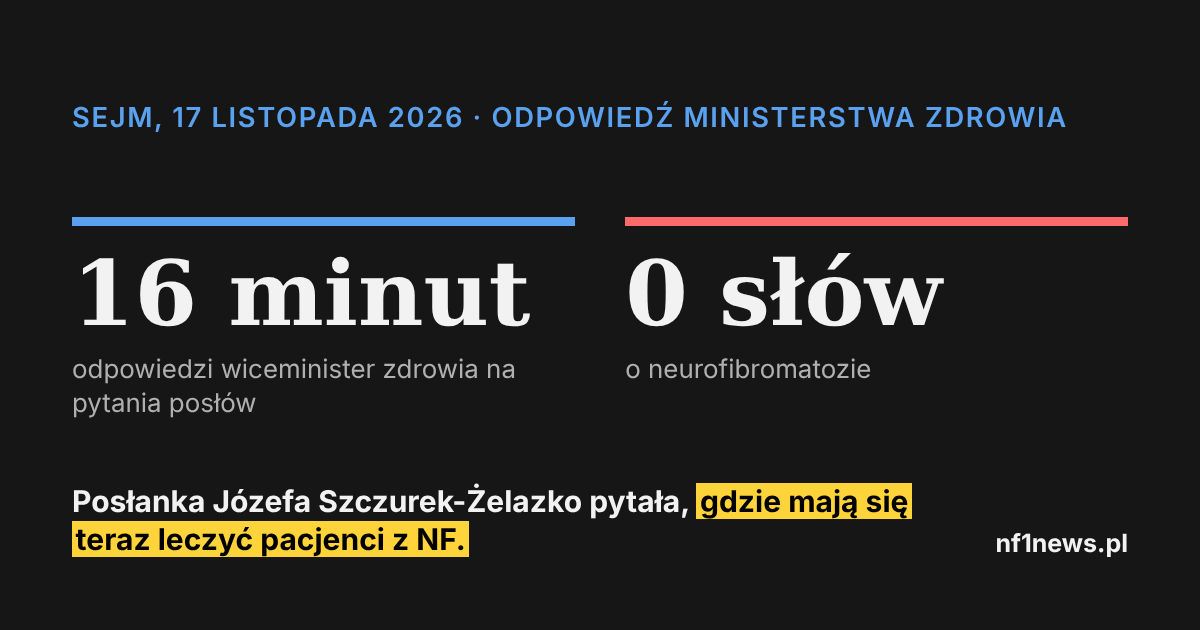 SEJM, 17 LISTOPADA 2026 · ODPOWIEDŹ MINISTERSTWA ZDROWIA
16 minut
odpowiedzi wiceminister zdrowia na
pytania posłów
0 słów
o neurofibromatozie
Posłanka Józefa Szczurek-Żelazko pytała, gdzie mają się
teraz leczyć pacjenci z NF.
nf1news.pl